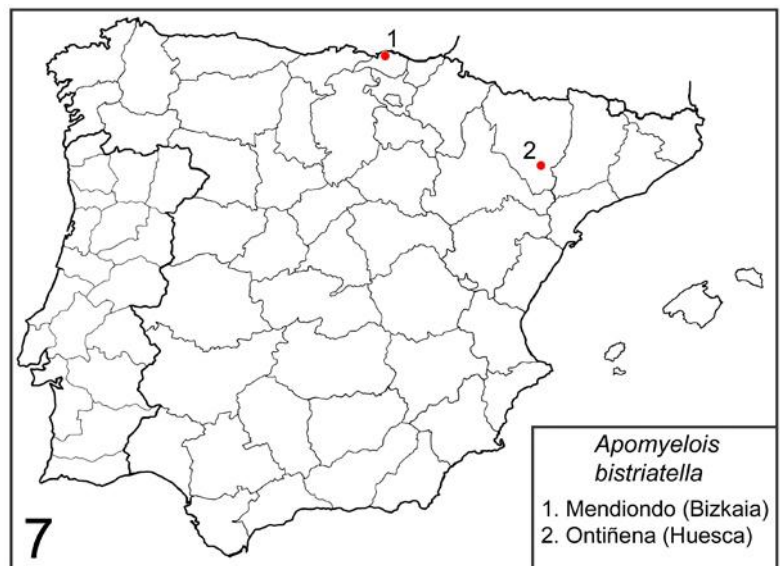 1
2
Apomyelois
bistriatella
1. Mendiondo (Bizkaia)
2. Ontiñena (Huesca)
7